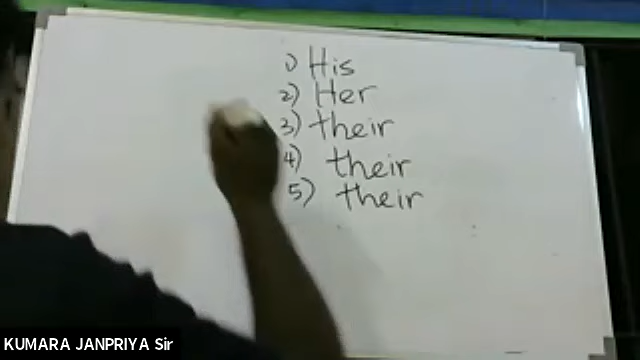 1) His
2) Her
3) their
4) their
5) their
KUMARA JANPRIYA Sir